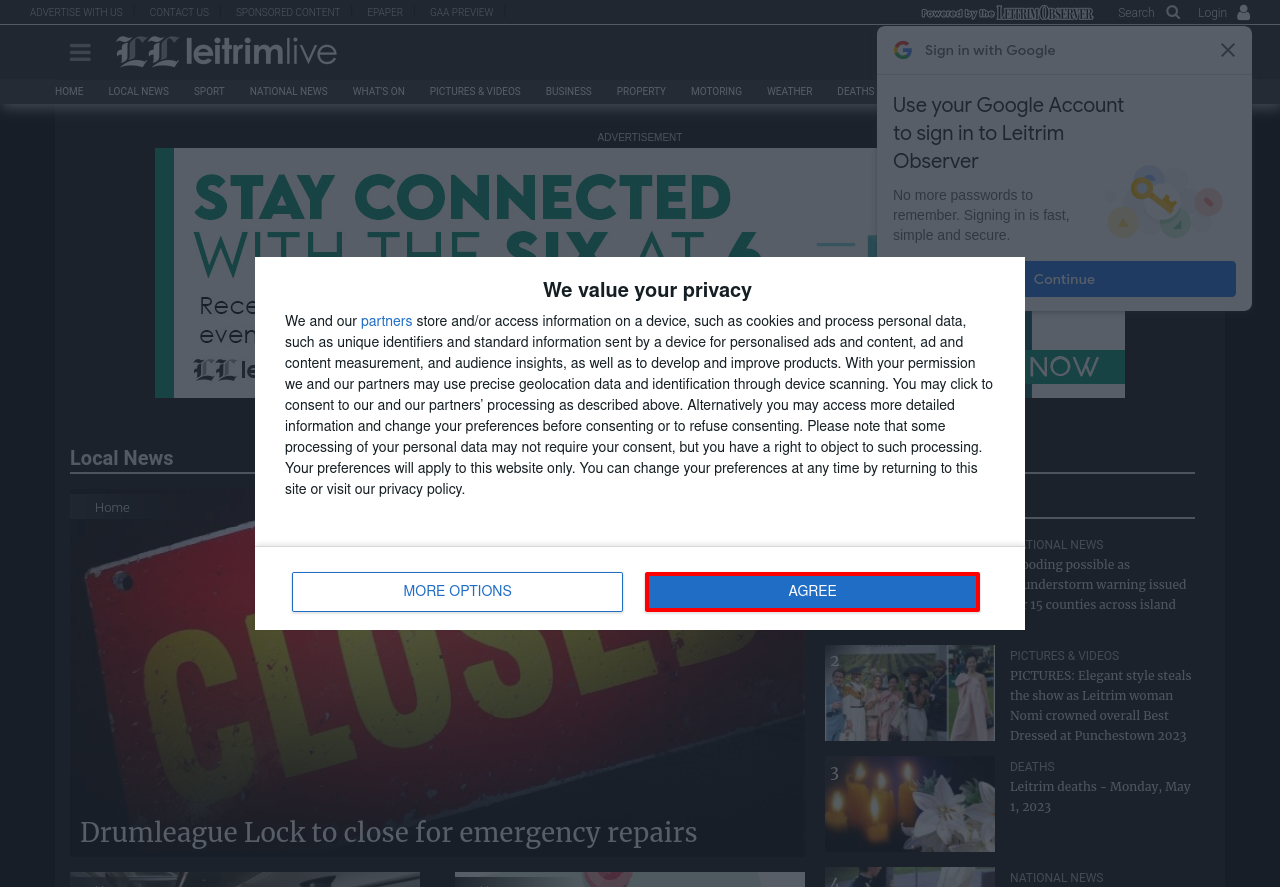 ADVERTISE WITH US CONTACT US SPONSORED CONTENT EPAPER GAA PREVIEW
Powered by the LEITRIM OBSERVER Search Login
LL leitrimlive
HOME LOCAL NEWS SPORT NATIONAL NEWS WHAT'S ON PICTURES & VIDEOS BUSINESS PROPERTY MOTORING WEATHER DEATHS
Sign in with Google
Use your Google Account
to sign in to Leitrim
Observer
No more passwords to
remember. Signing in is fast,
simple and secure.
Continue
ADVERTISEMENT
STAY CONNECTED
WITH THE SIX AT 6
NOW
We value your privacy
We and our partners store and/or access information on a device, such as cookies and process personal data,
such as unique identifiers and standard information sent by a device for personalised ads and content, ad and
content measurement, and audience insights, as well as to develop and improve products. With your permission
we and our partners may use precise geolocation data and identification through device scanning. You may click to
consent to our and our partners’ processing as described above. Alternatively you may access more detailed
information and change your preferences before consenting or to refuse consenting. Please note that some
processing of your personal data may not require your consent, but you have a right to object to such processing.
Your preferences will apply to this website only. You can change your preferences at any time by returning to this
site or visit our privacy policy.
MORE OPTIONS AGREE
Local News
Home
CLOSED
Drumleague Lock to close for emergency repairs
understorm warning issued
15 counties across island
2
PICTURES & VIDEOS
PICTURES: Elegant style steals
the show as Leitrim woman
Nomi crowned overall Best
Dressed at Punchestown 2023
3
DEATHS
Leitrim deaths - Monday, May
1, 2023
4
NATIONAL NEWS